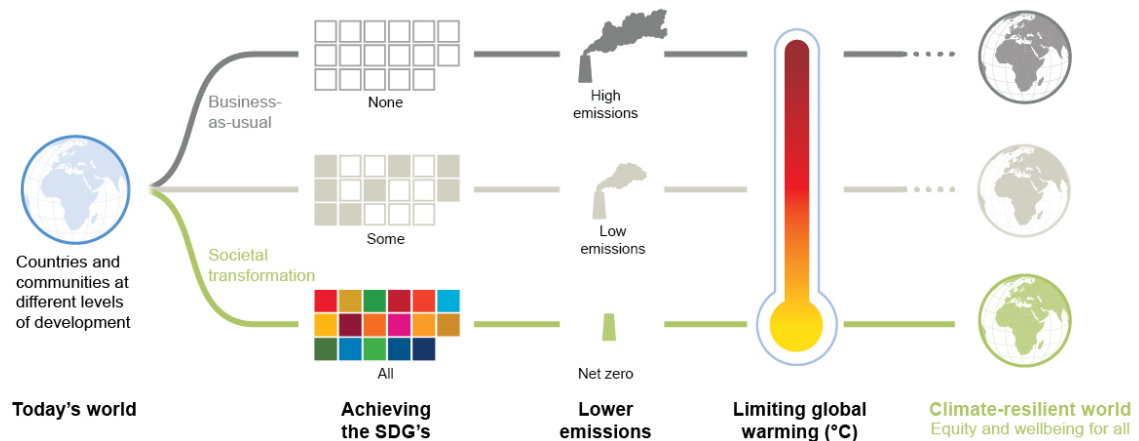 Business-
as-usual
None
High
emissions
Some
Low
emissions
Countries and
communities at
different levels
of development
Societal
transformation
All
Net zero
Today's world
Achieving
the SDG's
Lower
emissions
Limiting global
warming (°C)
Climate-resilient world
Equity and wellbeing for all